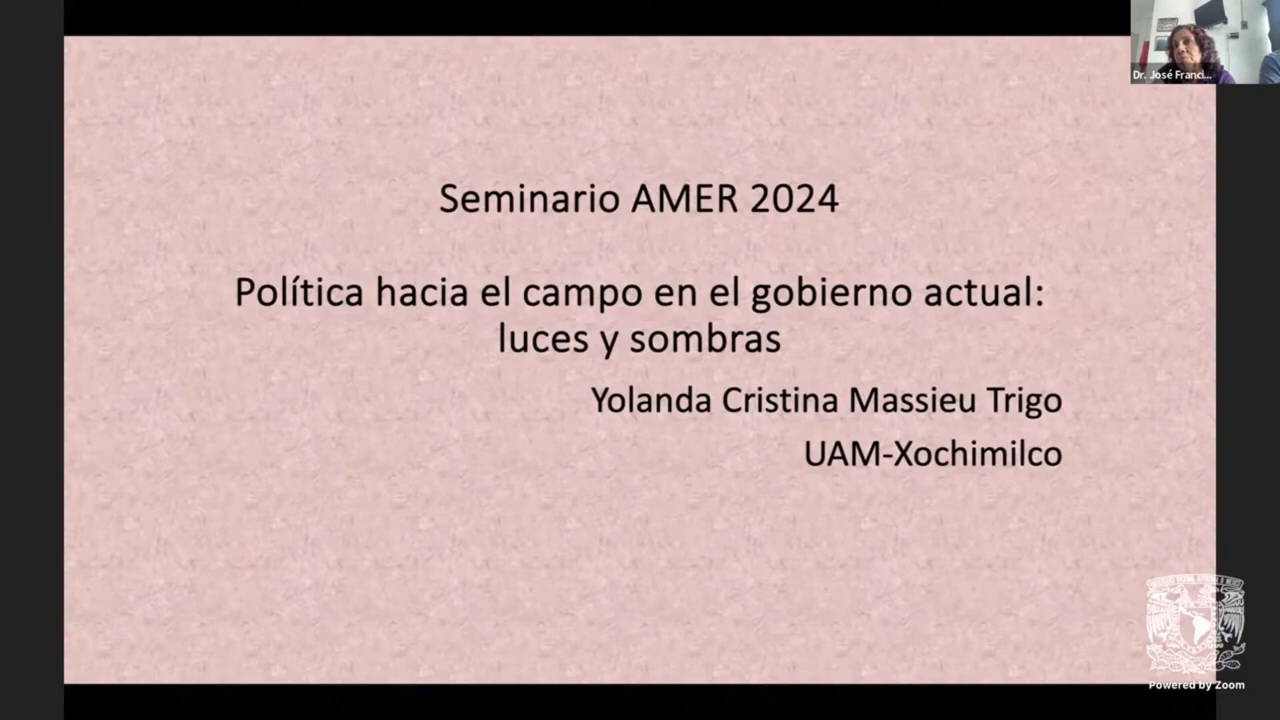 Dr. José Franci...
Seminario AMER 2024
Política hacia el campo en el gobierno actual:
luces y sombras
Yolanda Cristina Massieu Trigo
UAM-Xochimilco
Powered by Zoom